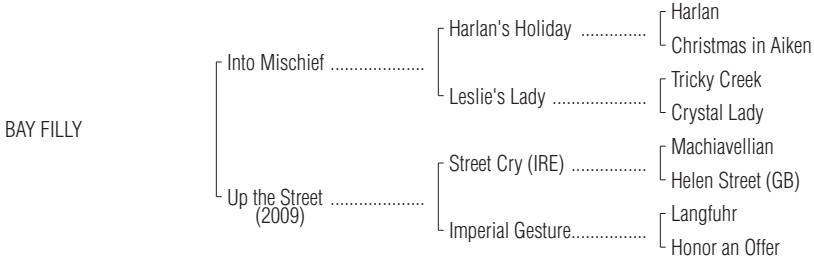 Harlan
Harlan's Holiday ..............
Christmas in Aiken
Into Mischief ....................
Tricky Creek
Leslie's Lady ....................
Crystal Lady
BAY FILLY
Machiavellian
Street Cry (IRE) ................
Helen Street (GB)
Up the Street ....................
(2009)
Langfuhr
Imperial Gesture................
Honor an Offer